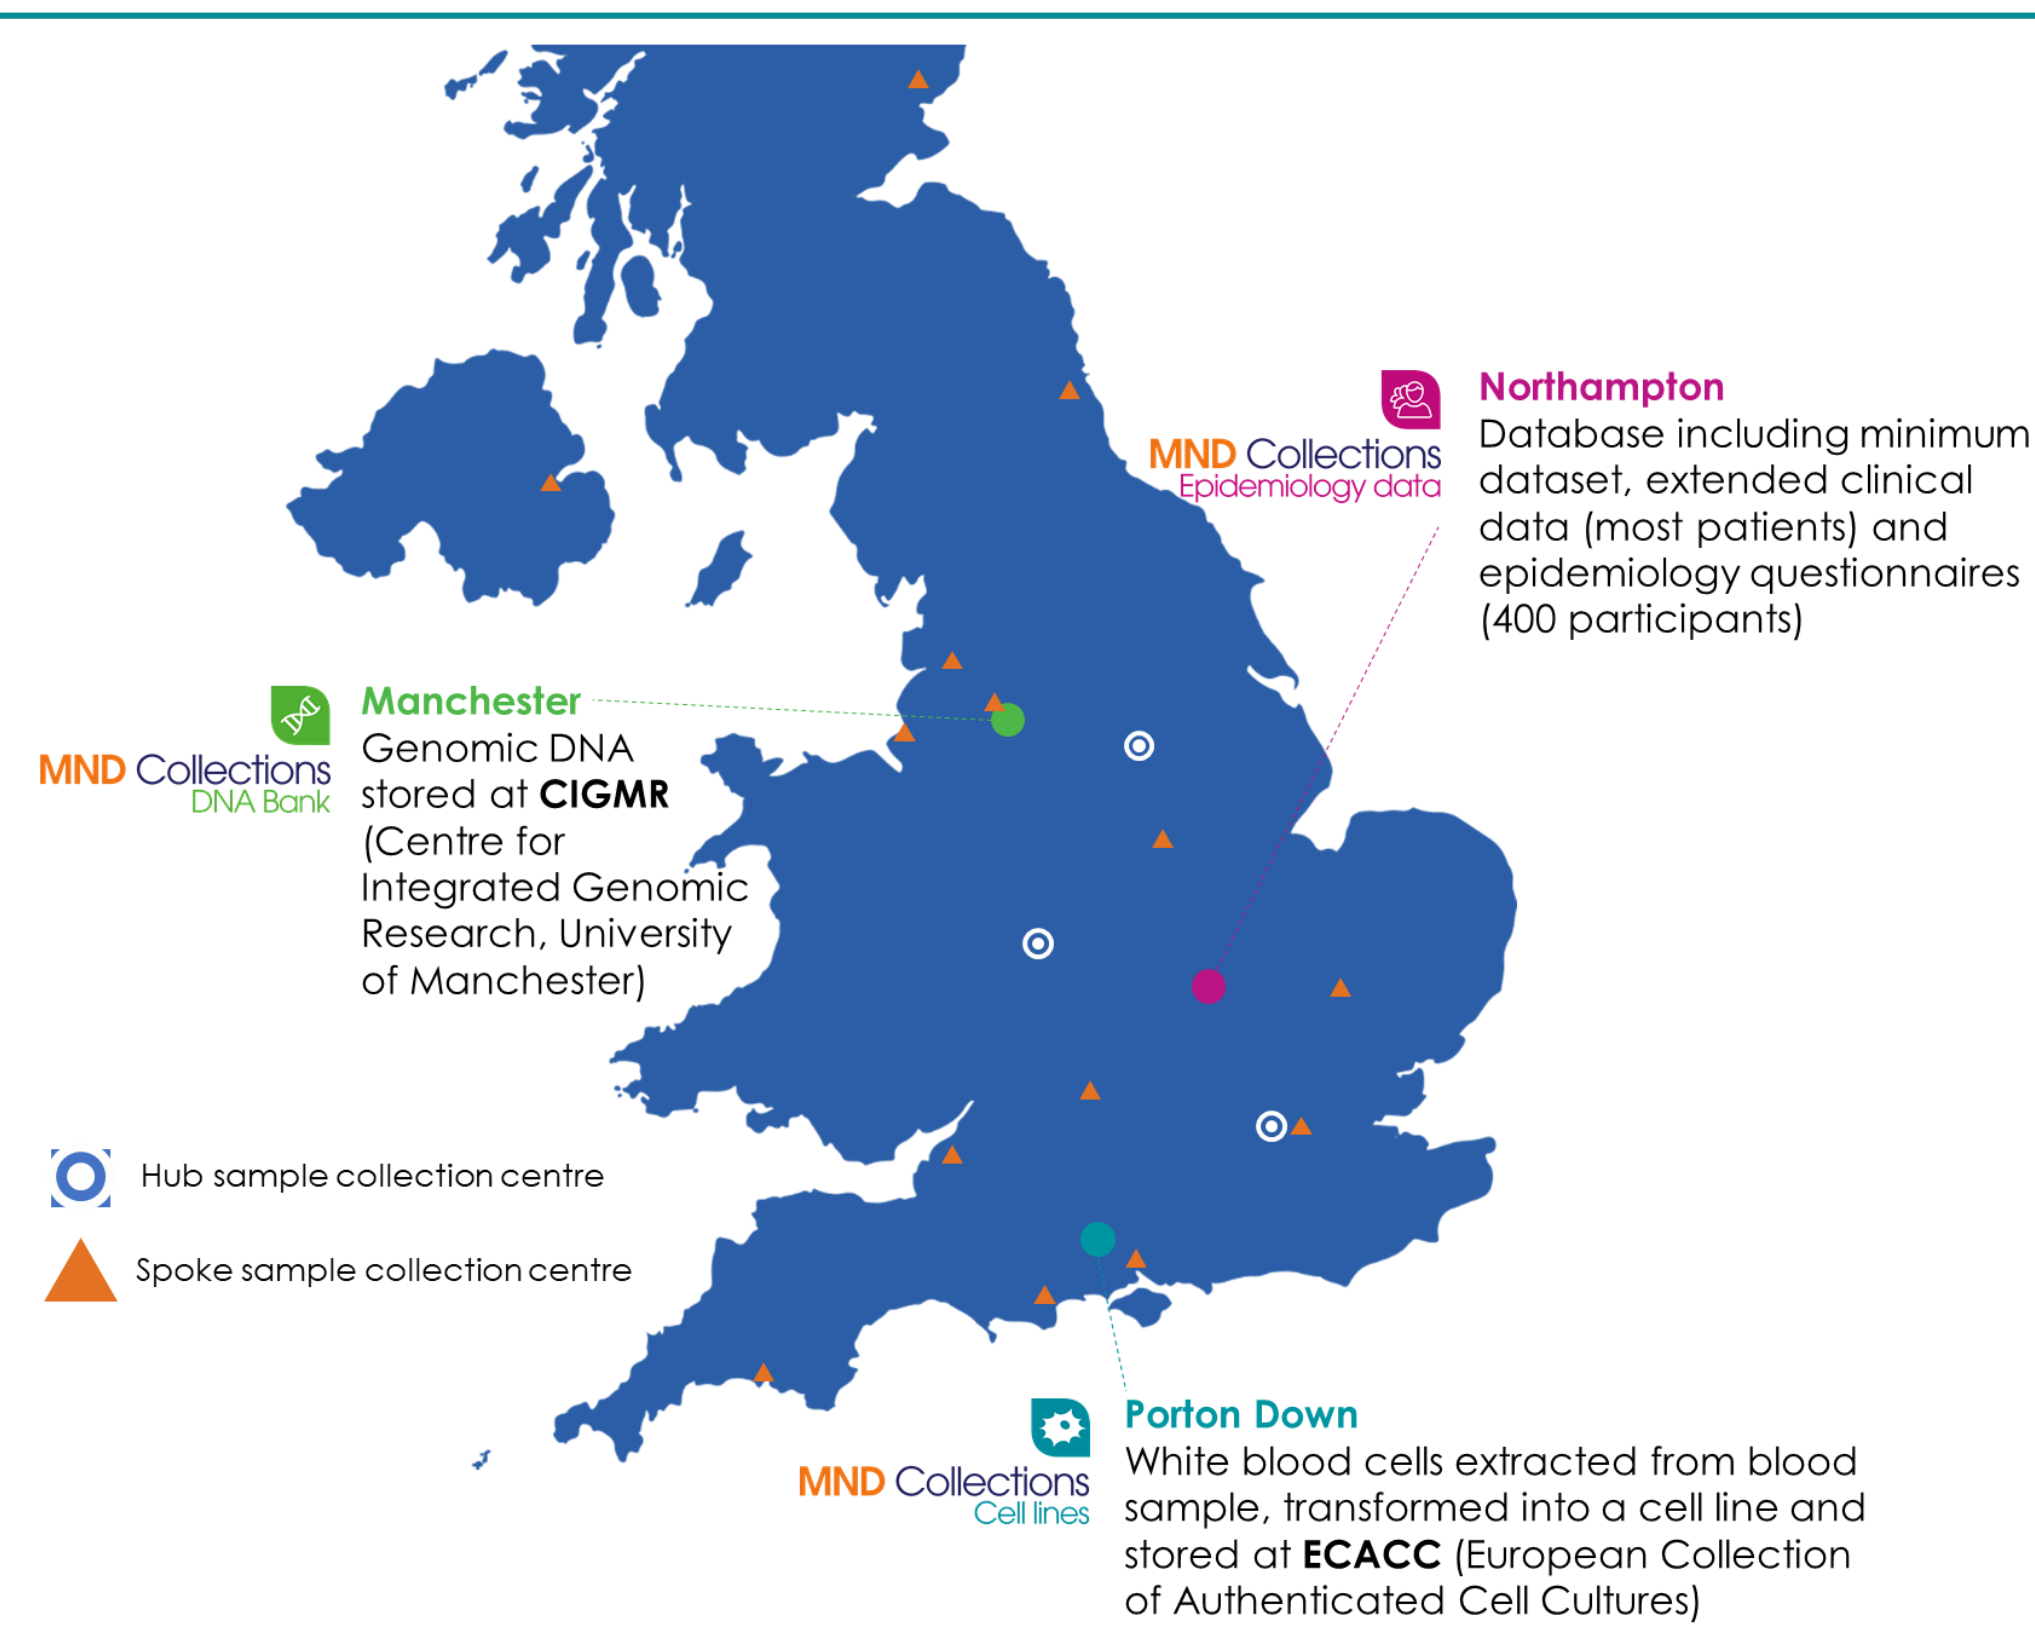 Northampton
Database including minimum
dataset, extended clinical
data (most patients) and
epidemiology questionnaires
(400 participants)
MND Collections
Epidemiology data
Manchester
Genomic DNA
stored at CIGMR
(Centre for
Integrated Genomic
Research, University
of Manchester)
MND Collections
DNA Bank
Hub sample collection centre
Spoke sample collection centre
Porton Down
White blood cells extracted from blood
sample, transformed into a cell line and
stored at ECACC (European Collection
of Authenticated Cell Cultures)
MND Collections
Cell lines